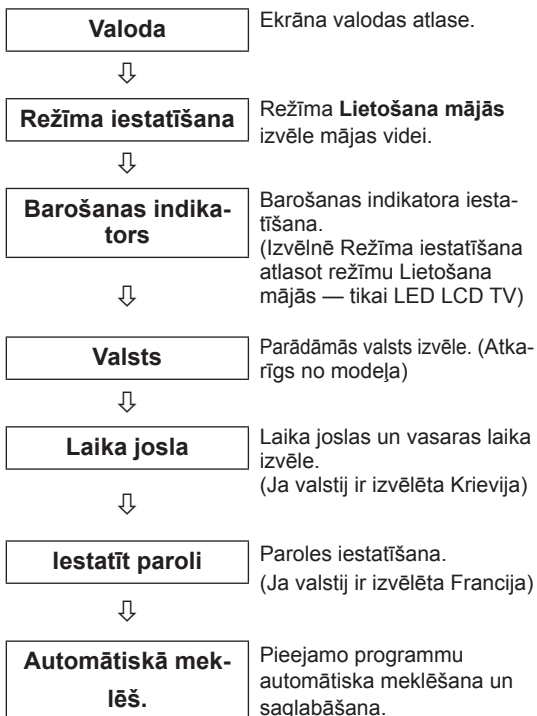 Valoda
Ekrāna valodas atlase.
⇩
Režīma iestatīšana
Režīma Lietošana mājās
izvēle mājas videi.
⇩
Barošanas indika-
tors
Barošanas indikatora iesta-
tīšana.
(Izvēlnē Režīma iestatīšana
atlasot režīmu Lietošana
mājās — tikai LED LCD TV)
⇩
Valsts
Parādāmās valsts izvēle. (Atka-
rīgs no modeļa)
⇩
Laika josla
Laika joslas un vasaras laika
izvēle.
(Ja valstij ir izvēlēta Krievija)
⇩
Iestatīt paroli
Paroles iestatīšana.
(Ja valstij ir izvēlēta Francija)
⇩
Automātiskā mek-
lēš.
Pieejamo programmu
automātiska meklēšana un
saglabāšana.